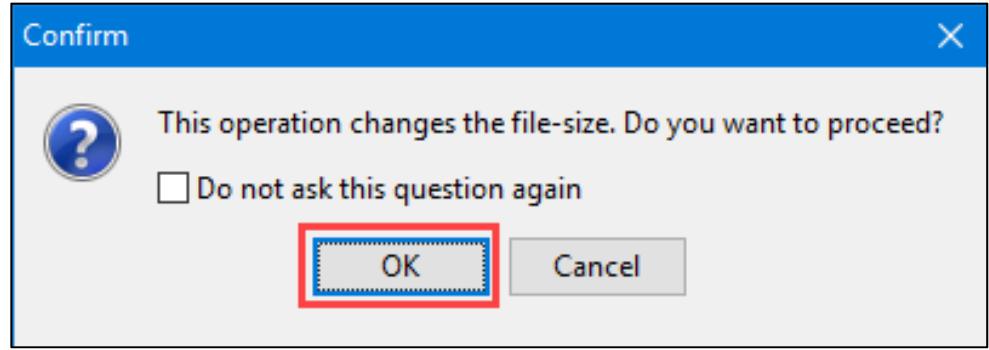 Confirm
This operation changes the file-size. Do you want to proceed?
Do not ask this question again
OK Cancel